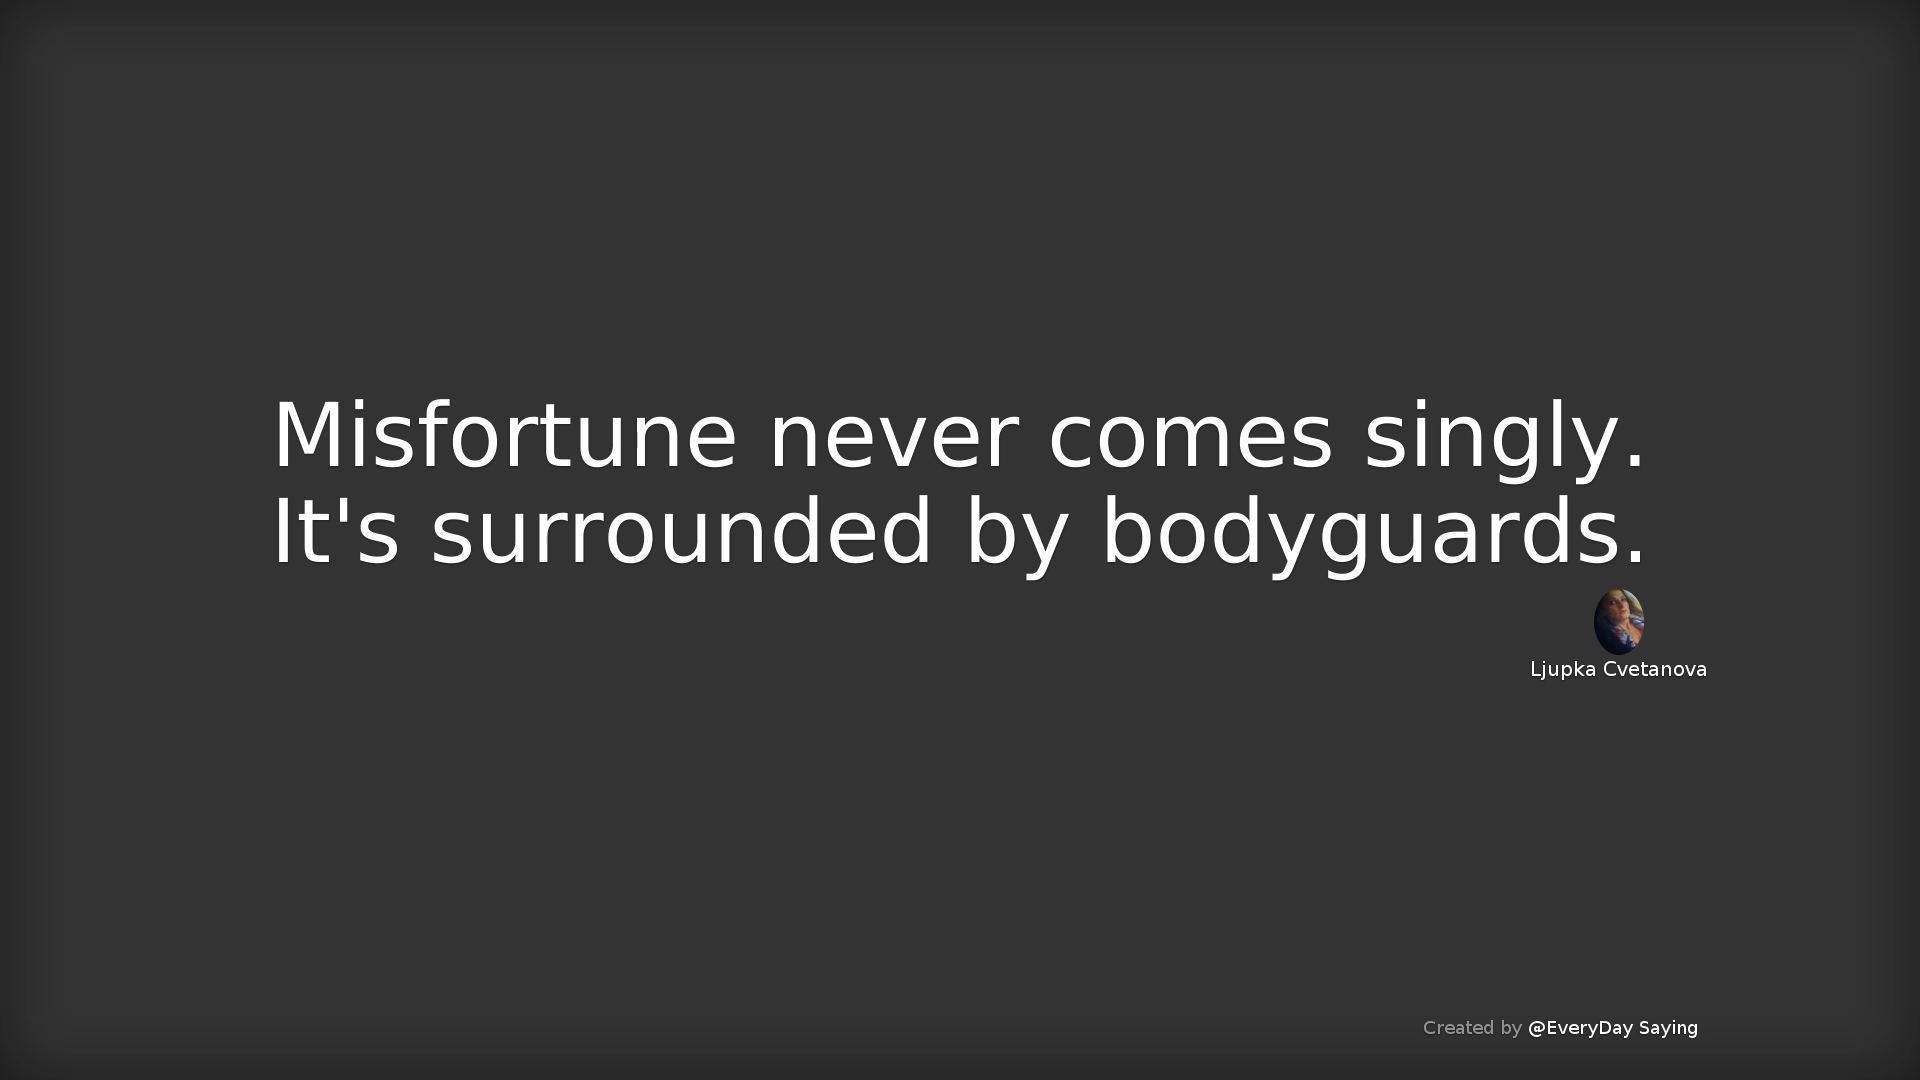 Misfortune never comes singly.
It's surrounded by bodyguards.
Ljupka Cvetanova
Created by @EveryDay Saying